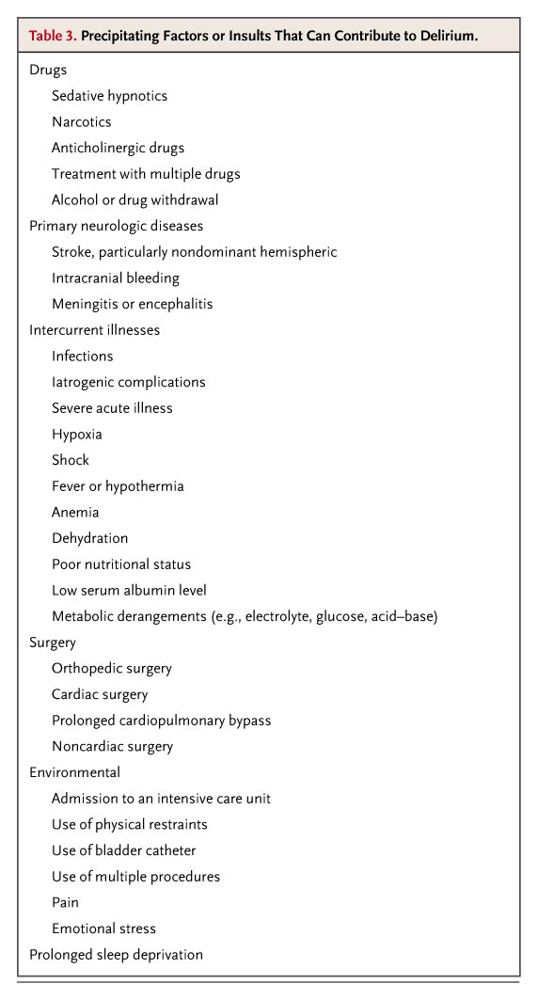 Table 3. Precipitating Factors or Insults That Can Contribute to Delirium.
Drugs
Sedative hypnotics
Narcotics
Anticholinergic drugs
Treatment with multiple drugs
Alcohol or drug withdrawal
Primary neurologic diseases
Stroke, particularly nondominant hemispheric
Intracranial bleeding
Meningitis or encephalitis
Intercurrent illnesses
Infections
Iatrogenic complications
Severe acute illness
Hypoxia
Shock
Fever or hypothermia
Anemia
Dehydration
Poor nutritional status
Low serum albumin level
Metabolic derangements (e.g., electrolyte, glucose, acid–base)
Surgery
Orthopedic surgery
Cardiac surgery
Prolonged cardiopulmonary bypass
Noncardiac surgery
Environmental
Admission to an intensive care unit
Use of physical restraints
Use of bladder catheter
Use of multiple procedures
Pain
Emotional stress
Prolonged sleep deprivation